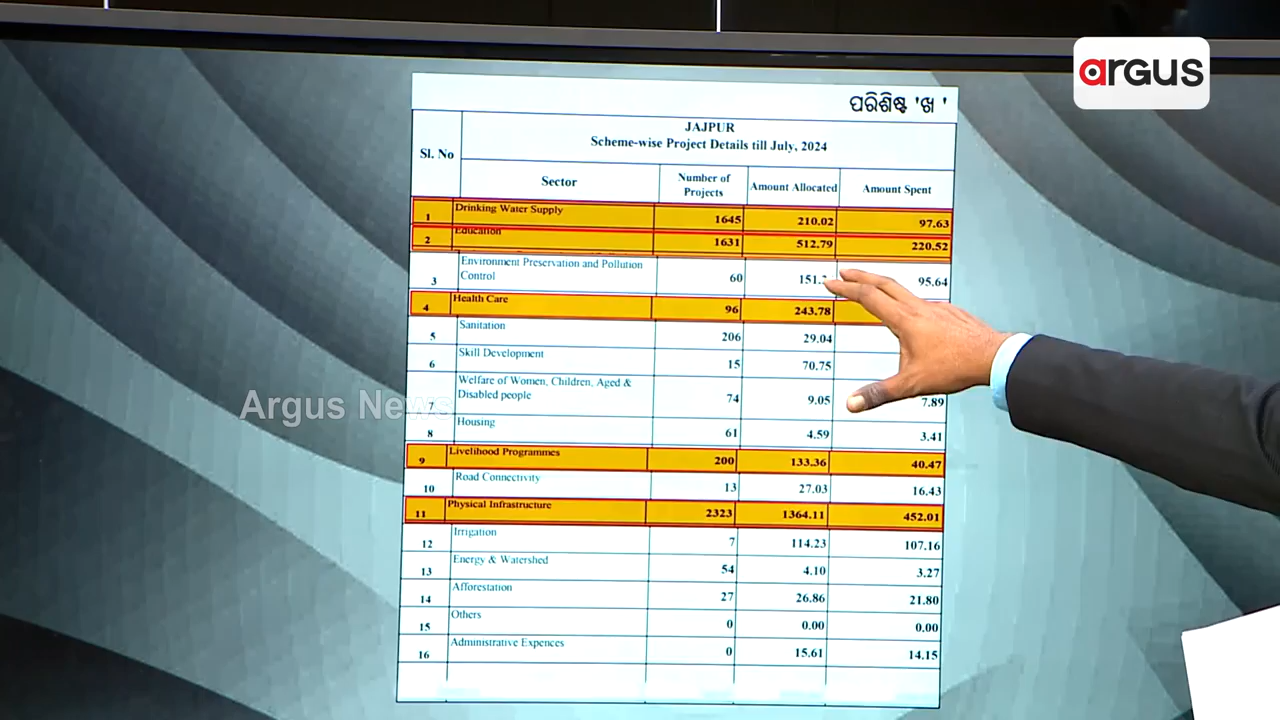 argus
ପରିଶିଷ୍ଟ 'ଖ'
JAJPUR
Scheme-wise Project Details till July, 2024
Sl. No Sector Number of Projects Amount Allocated Amount Spent
1 Drinking Water Supply 1645 210.02 97.63
2 Education 1631 512.79 220.52
3 Environment Preservation and Pollution Control 60 95.64
4 Health Care 96 243.78
5 Sanitation 206 29.04
6 Skill Development 15 70.75
7 Welfare of Women, Children, Aged & Disabled people 74 9.05 7.89
8 Housing 61 4.59 3.41
9 Livelihood Programmes 200 133.36 40.47
10 Road Connectivity 13 27.03 16.43
11 Physical Infrastructure 2323 1364.11 452.01
12 Irrigation 7 114.23 107.16
13 Energy & Watershed 54 4.10 3.27
14 Afforestation 27 26.86 21.80
15 Others 0 0.00 0.00
16 Administrative Expences 0 15.61 14.15
Argus News